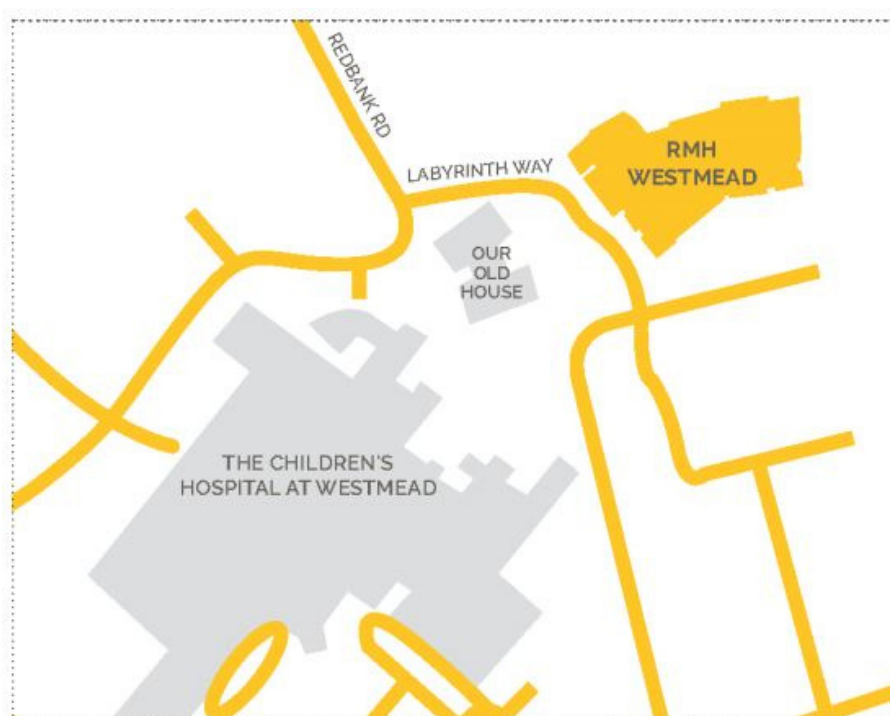 REDBANK RD
LABYRINTH WAY
RMH
WESTMEAD
OUR
OLD
HOUSE
THE CHILDREN'S
HOSPITAL AT WESTMEAD